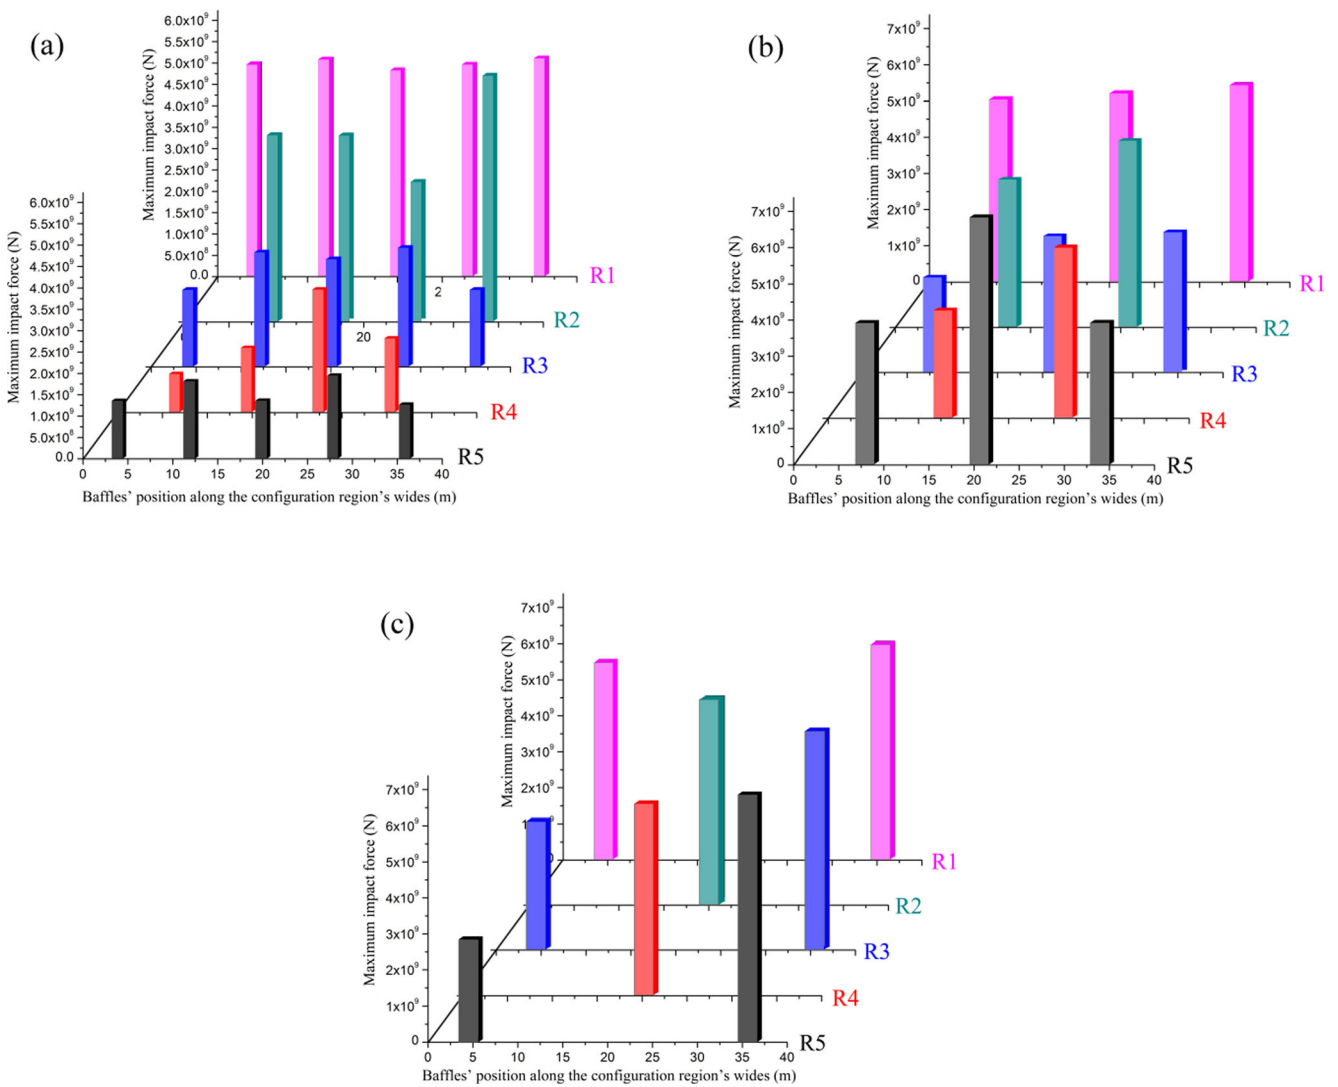 (a)
Maximum impact force (N)
6.0x10⁹
5.5x10⁹
5.0x10⁹
4.5x10⁹
4.0x10⁹
3.5x10⁹
3.0x10⁹
2.5x10⁹
2.0x10⁹
1.5x10⁹
1.0x10⁹
5.0x10⁸
0.0
R1
2
R2
20
R3
R4
R5
Maximum impact force (N)
6.0x10⁹
5.5x10⁹
5.0x10⁹
4.5x10⁹
4.0x10⁹
3.5x10⁹
3.0x10⁹
2.5x10⁹
2.0x10⁹
1.5x10⁹
1.0x10⁹
5.0x10⁸
0.0
0 5 10 15 20 25 30 35 40
Baffles' position along the configuration region's wides (m)
(b)
Maximum impact force (N)
7x10⁹
6x10⁹
5x10⁹
4x10⁹
3x10⁹
2x10⁹
1x10⁹
0
R1
R2
R3
R4
R5
Maximum impact force (N)
7x10⁹
6x10⁹
5x10⁹
4x10⁹
3x10⁹
2x10⁹
1x10⁹
0
0 5 10 15 20 25 30 35 40
Baffles' position along the configuration region's wides (m)
(c)
Maximum impact force (N)
7x10⁹
6x10⁹
5x10⁹
4x10⁹
3x10⁹
2x10⁹
R1
R2
R3
R4
R5
Maximum impact force (N)
7x10⁹
6x10⁹
5x10⁹
4x10⁹
3x10⁹
2x10⁹
1x10⁹
0
0 5 10 15 20 25 30 35 40
Baffles' position along the configuration region's wides (m)